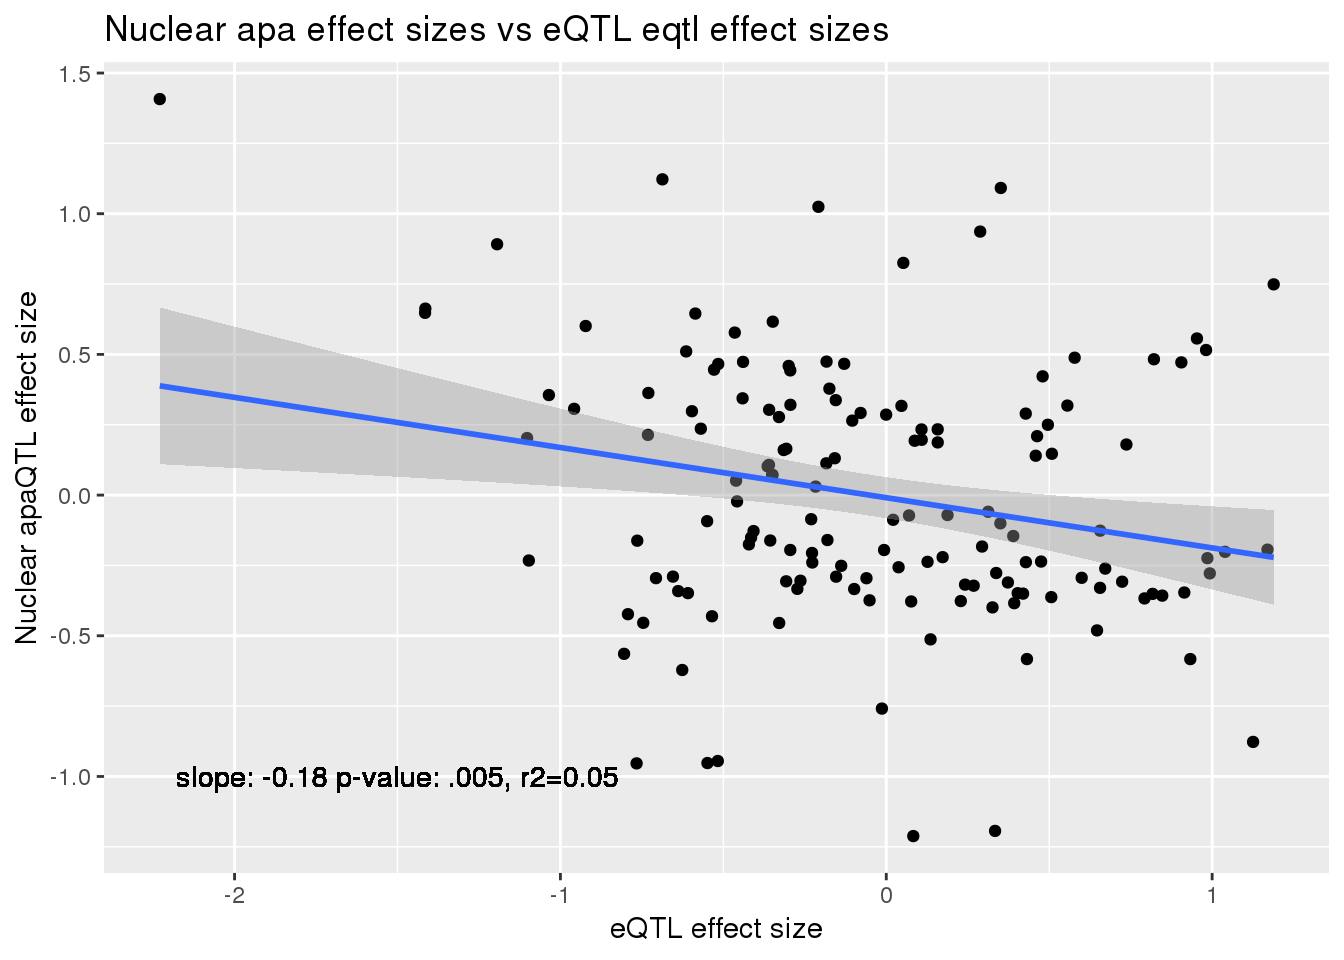 Nuclear apa effect sizes vs eQTL eqtl effect sizes
Nuclear apaQTL effect size
1.5
1.0
0.5
0.0
-0.5
-1.0
slope: -0.18 p-value: .005, r2=0.05
-2
-1
0
1
eQTL effect size